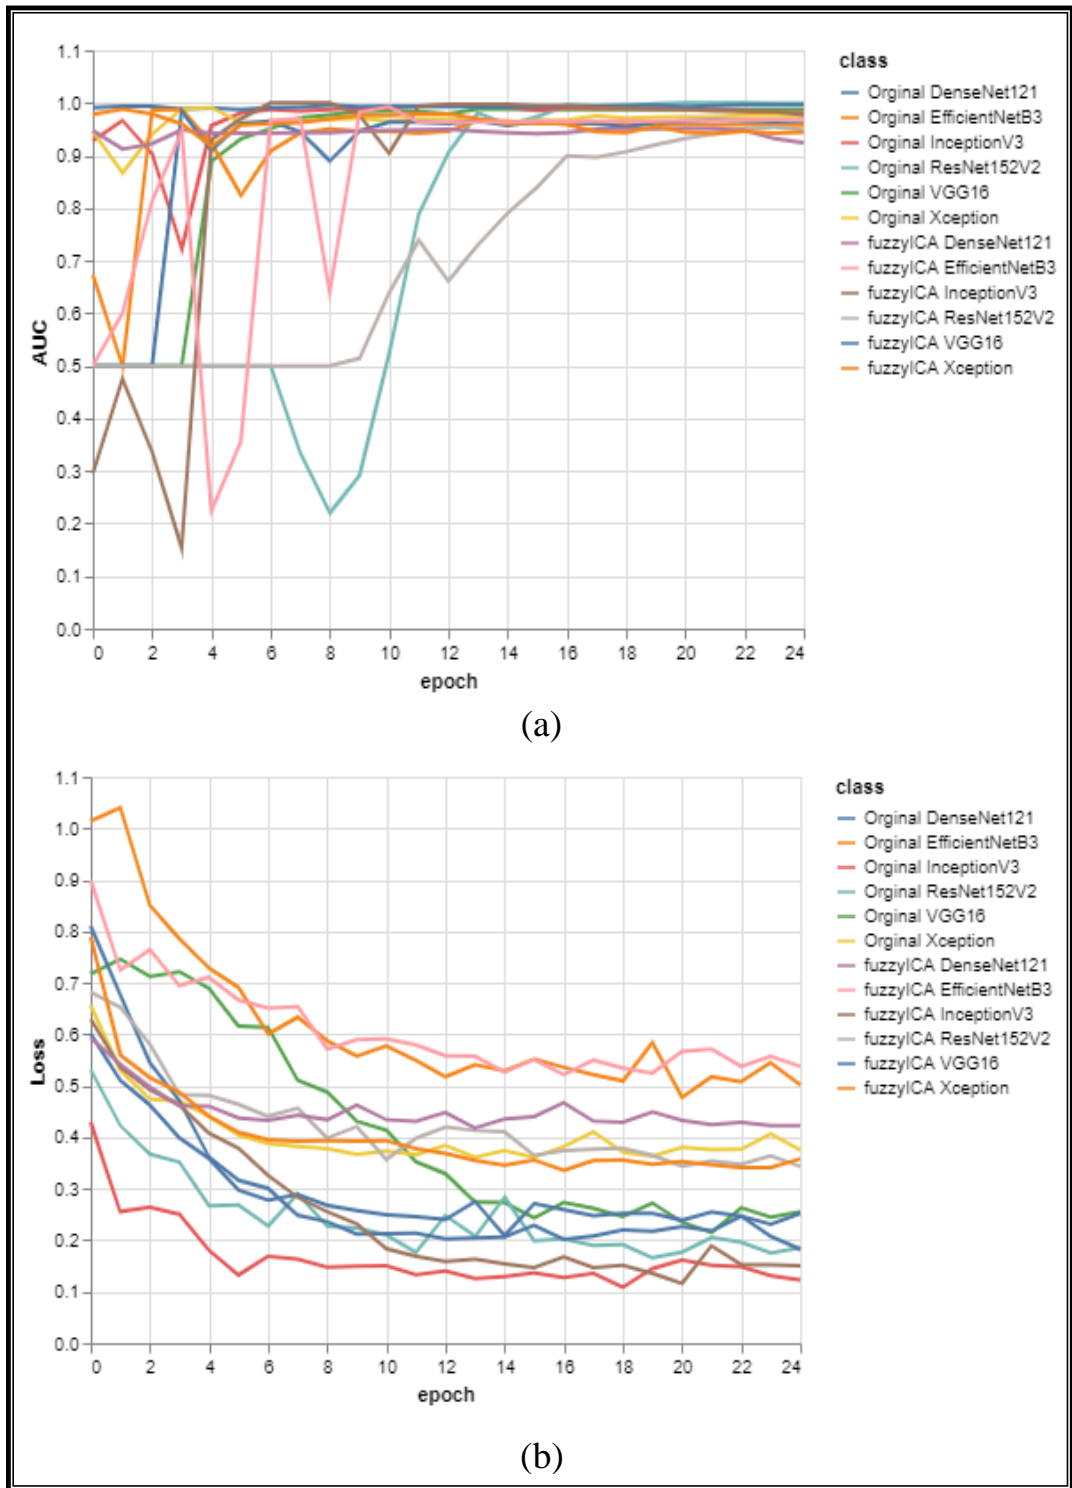 1.1
1.0
0.9
0.8
0.7
0.6
0.5
0.4
0.3
0.2
0.1
0.0
AUC
0 2 4 6 8 10 12 14 16 18 20 22 24
epoch
class
Orginal DenseNet121
Orginal EfficientNetB3
Orginal InceptionV3
Orginal ResNet152V2
Orginal VGG16
Orginal Xception
fuzzyICA DenseNet121
fuzzyICA EfficientNetB3
fuzzyICA InceptionV3
fuzzyICA ResNet152V2
fuzzyICA VGG16
fuzzyICA Xception
(a)
1.1
1.0
0.9
0.8
0.7
0.6
0.5
0.4
0.3
0.2
0.1
0.0
Loss
0 2 4 6 8 10 12 14 16 18 20 22 24
epoch
class
Orginal DenseNet121
Orginal EfficientNetB3
Orginal InceptionV3
Orginal ResNet152V2
Orginal VGG16
Orginal Xception
fuzzyICA DenseNet121
fuzzyICA EfficientNetB3
fuzzyICA InceptionV3
fuzzyICA ResNet152V2
fuzzyICA VGG16
fuzzyICA Xception
(b)